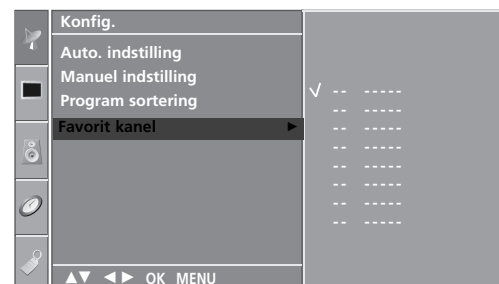 Konfig.
Auto. indstilling
Manuel indstilling
Program sortering
Favorit kanel ►
√ -- -----
-- -----
-- -----
-- -----
-- -----
-- -----
-- -----
-- -----
▲▼ ◄► OK MENU